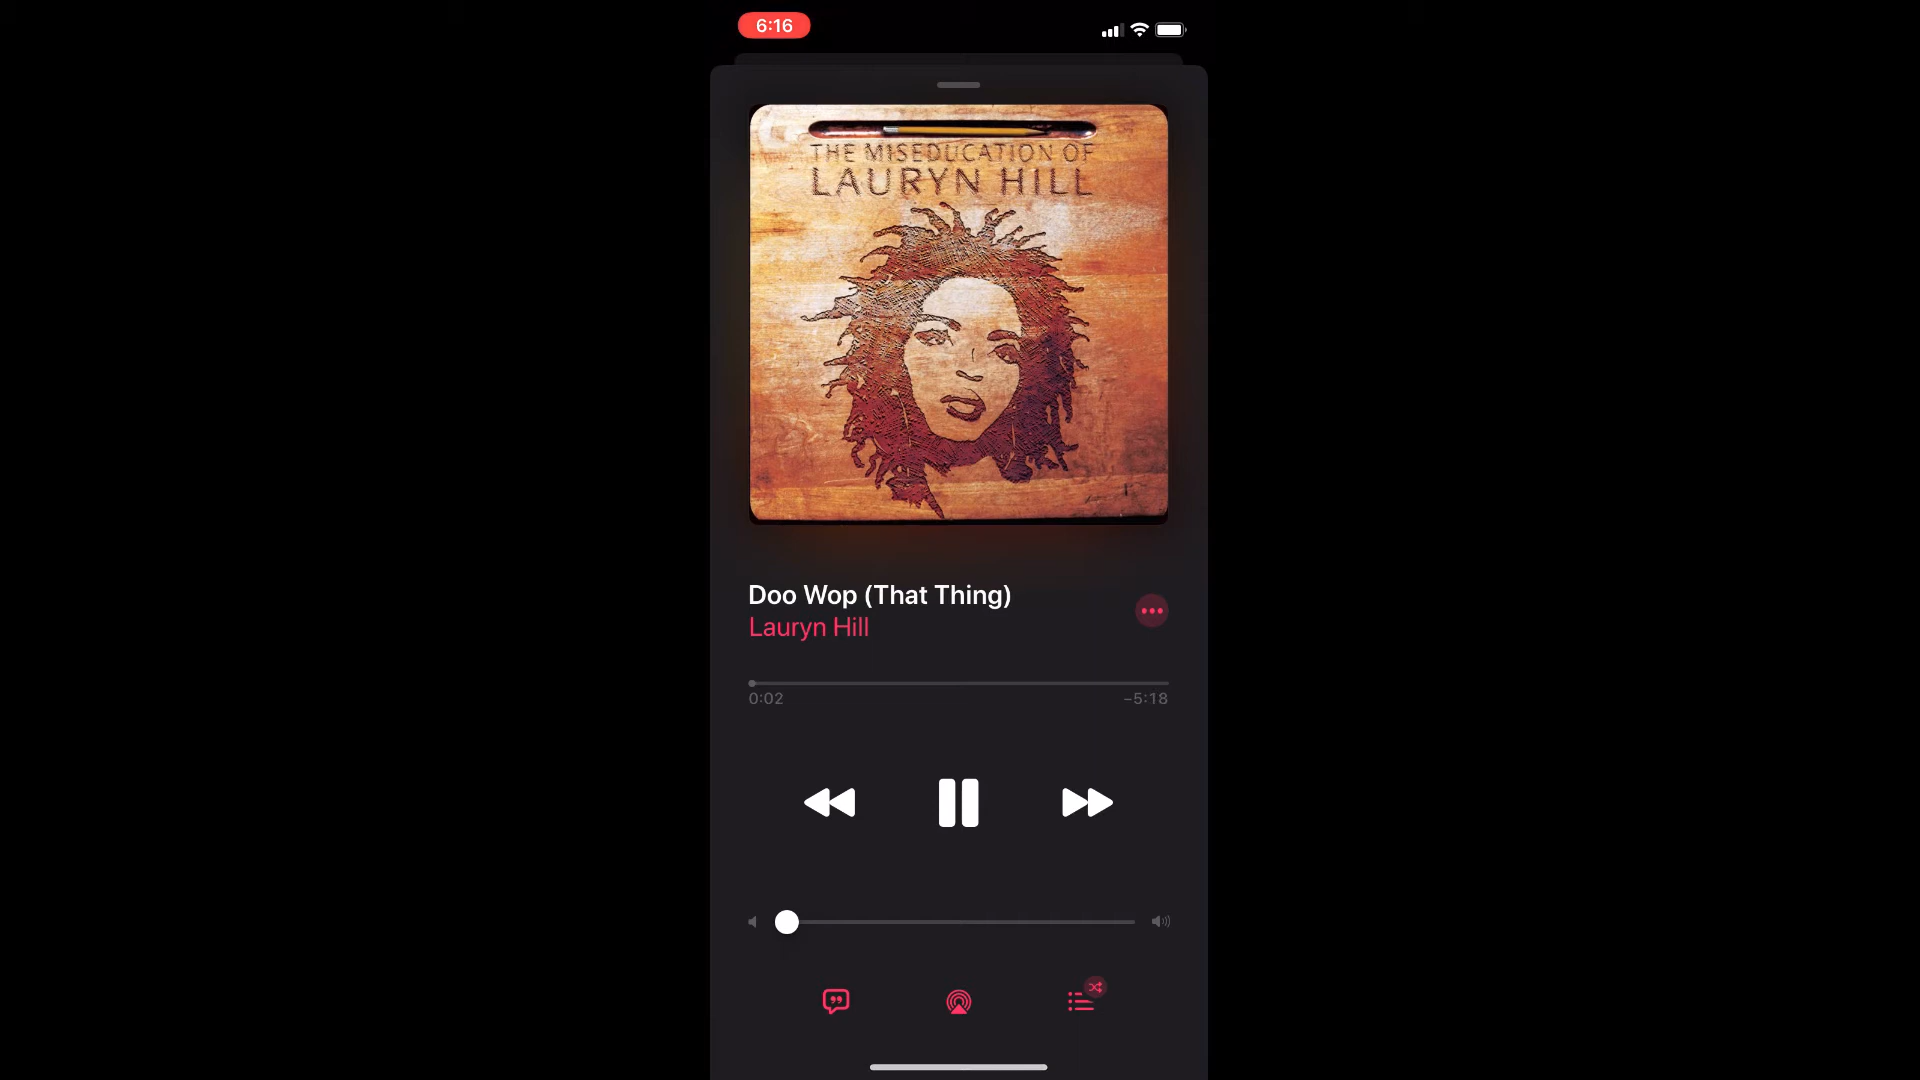 6:16
THE MISEDUCATION OF
LAURYN HILL
Doo Wop (That Thing)
Lauryn Hill
0:02
−5:18